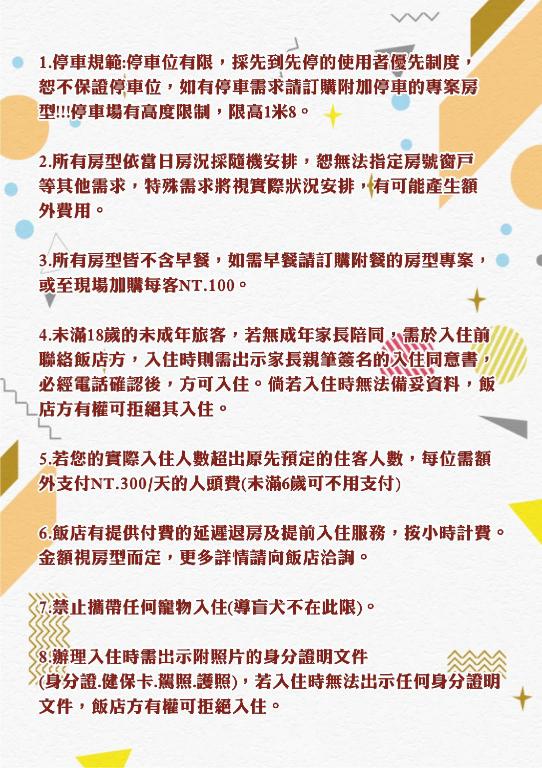 1.停車規範:停車位有限，採先到先停的使用者優先制度，
恕不保證停車位，如有停車需求請訂購附加停車的專案房
型!!!停車場有高度限制，限高1米8。
2.所有房型依當日房況採隨機安排，恕無法指定房號窗戶
等其他需求，特殊需求將視實際狀況安排，有可能產生額
外費用。
3.所有房型皆不含早餐，如需早餐請訂購附餐的房型專案，
或至現場加購每客NT.100。
4.未滿18歲的未成年旅客，若無成年家長陪同，需於入住前
聯絡飯店方，入住時則需出示家長親筆簽名的入住同意書，
必經電話確認後，方可入住。倘若入住時無法備妥資料，飯
店方有權可拒絕其入住。
5.若您的實際入住人數超出原先預定的住客人數，每位需額
外支付NT.300/天的人頭費(未滿6歲可不用支付)
6.飯店有提供付費的延遲退房及提前入住服務，按小時計費。
金額視房型而定，更多詳情請向飯店洽詢。
7.禁止攜帶任何寵物入住(導盲犬不在此限)。
8.辦理入住時需出示附照片的身分證明文件
(身分證.健保卡.駕照.護照)，若入住時無法出示任何身分證明
文件，飯店方有權可拒絕入住。